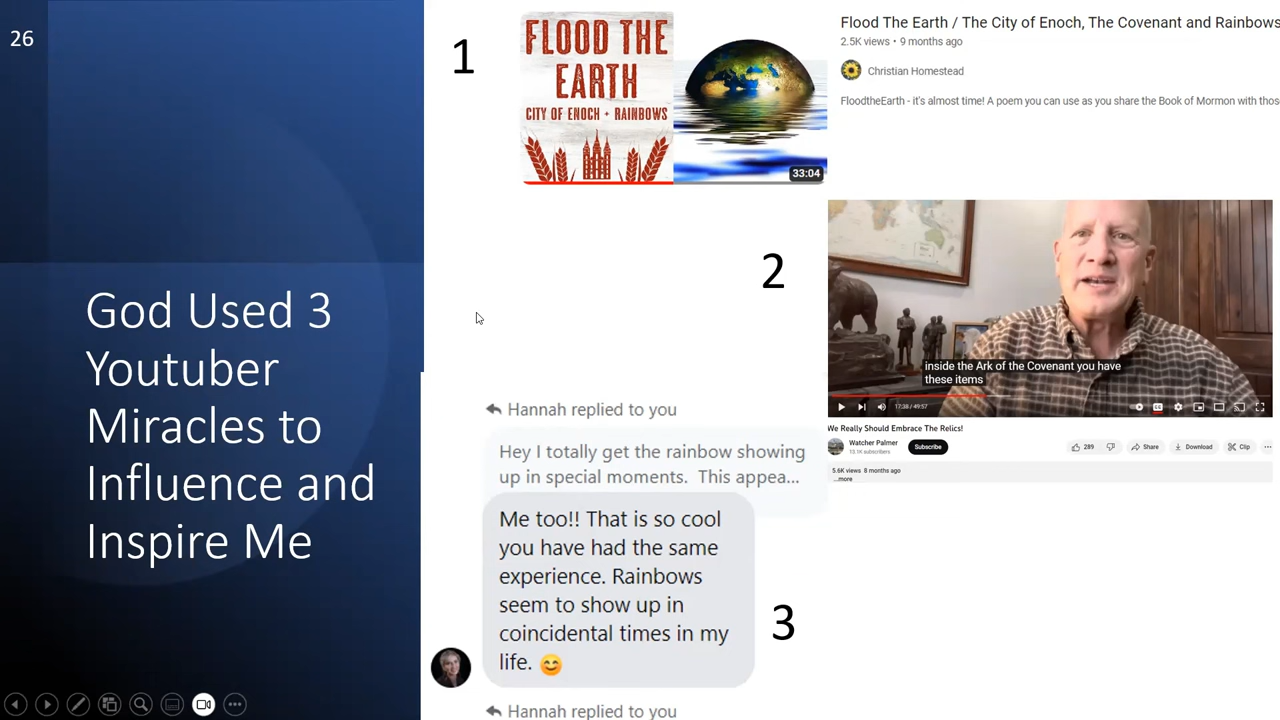 26
God Used 3
Youtuber
Miracles to
Influence and
Inspire Me
1
FLOOD THE
EARTH
CITY OF ENOCH + RAINBOWS
33:04
Flood The Earth / The City of Enoch, The Covenant and Rainbows
2.5K views • 9 months ago
Christian Homestead
FloodtheEarth - it's almost time! A poem you can use as you share the Book of Mormon with thos
2
inside the Ark of the Covenant you have
these items
17:38 / 49:57
We Really Should Embrace The Relics!
Watcher Palmer
Subscribe
289
Share
Download
Clip
5.6K views 8 months ago
...more
Hannah replied to you
Hey I totally get the rainbow showing
up in special moments. This appea...
Me too!! That is so cool
you have had the same
experience. Rainbows
seem to show up in
coincidental times in my
life. 😊
3
Hannah replied to you